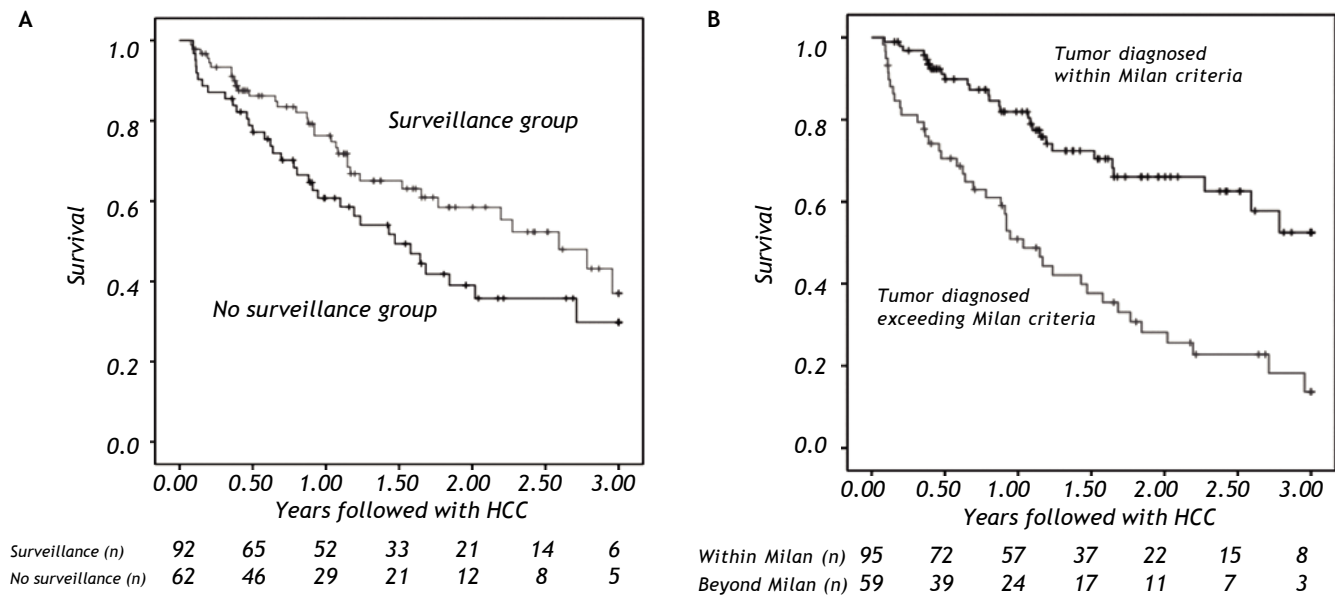 A
1.0
0.8
0.6
0.4
0.2
0.0
Survival
Surveillance group
No surveillance group
0.00 0.50 1.00 1.50 2.00 2.50 3.00
Years followed with HCC
Surveillance (n) 92 65 52 33 21 14 6
No surveillance (n) 62 46 29 21 12 8 5
B
1.0
0.8
0.6
0.4
0.2
0.0
Survival
Tumor diagnosed
within Milan criteria
Tumor diagnosed
exceeding Milan criteria
0.00 0.50 1.00 1.50 2.00 2.50 3.00
Years followed with HCC
Within Milan (n) 95 72 57 37 22 15 8
Beyond Milan (n) 59 39 24 17 11 7 3